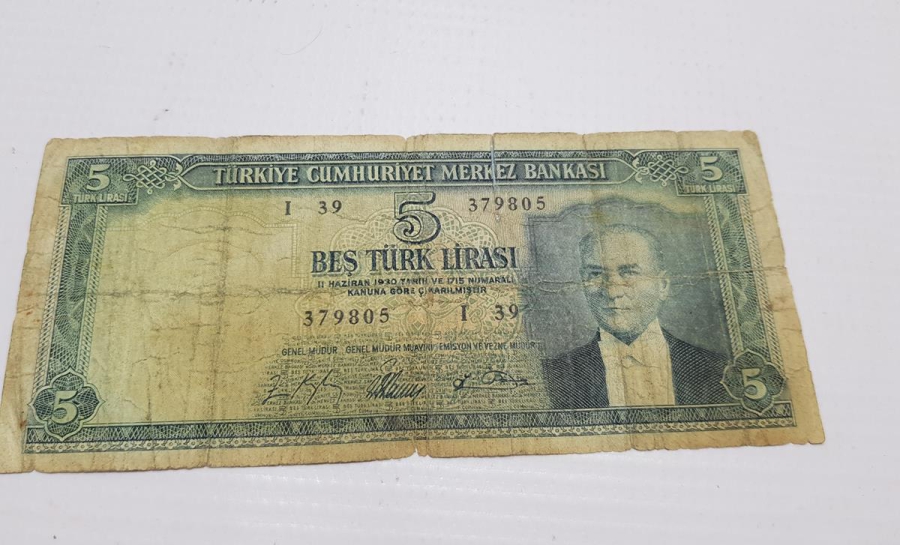 5 TÜRKİYE CUMHURİYET MERKEZ BANKASI 5
TÜRK LİRASI TÜRK LİRASI
I 39 5 379805
BEŞ TÜRK LİRASI
11 HAZİRAN 1930 TARİH VE 1715 NUMARALI
KANUNA GÖRE ÇIKARILMIŞTIR
379805 I 39
GENEL MÜDÜR GENEL MÜDÜR MUAVİNİ EMİSYON VE VEZNE MÜDÜRÜ
5 5